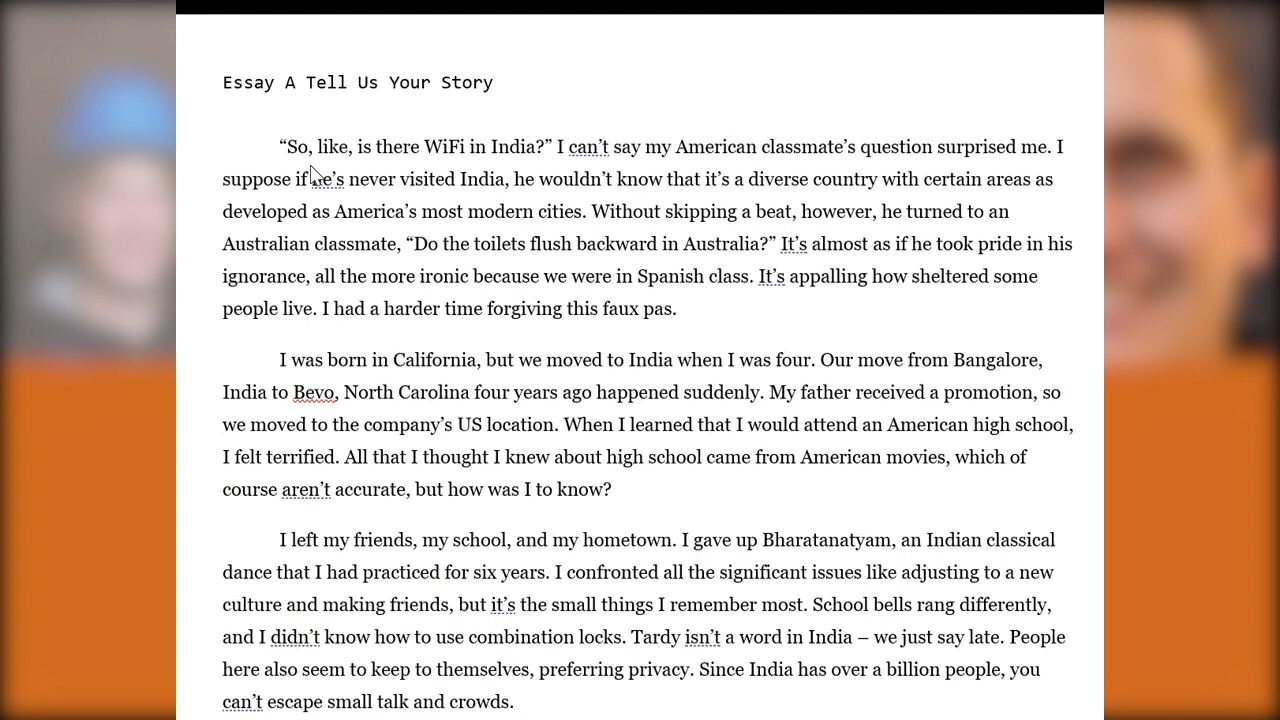 Essay A Tell Us Your Story
“So, like, is there WiFi in India?” I can’t say my American classmate’s question surprised me. I
suppose if he’s never visited India, he wouldn’t know that it’s a diverse country with certain areas as
developed as America’s most modern cities. Without skipping a beat, however, he turned to an
Australian classmate, “Do the toilets flush backward in Australia?” It’s almost as if he took pride in his
ignorance, all the more ironic because we were in Spanish class. It’s appalling how sheltered some
people live. I had a harder time forgiving this faux pas.
I was born in California, but we moved to India when I was four. Our move from Bangalore,
India to Bevo, North Carolina four years ago happened suddenly. My father received a promotion, so
we moved to the company’s US location. When I learned that I would attend an American high school,
I felt terrified. All that I thought I knew about high school came from American movies, which of
course aren’t accurate, but how was I to know?
I left my friends, my school, and my hometown. I gave up Bharatanatyam, an Indian classical
dance that I had practiced for six years. I confronted all the significant issues like adjusting to a new
culture and making friends, but it’s the small things I remember most. School bells rang differently,
and I didn’t know how to use combination locks. Tardy isn’t a word in India – we just say late. People
here also seem to keep to themselves, preferring privacy. Since India has over a billion people, you
can’t escape small talk and crowds.